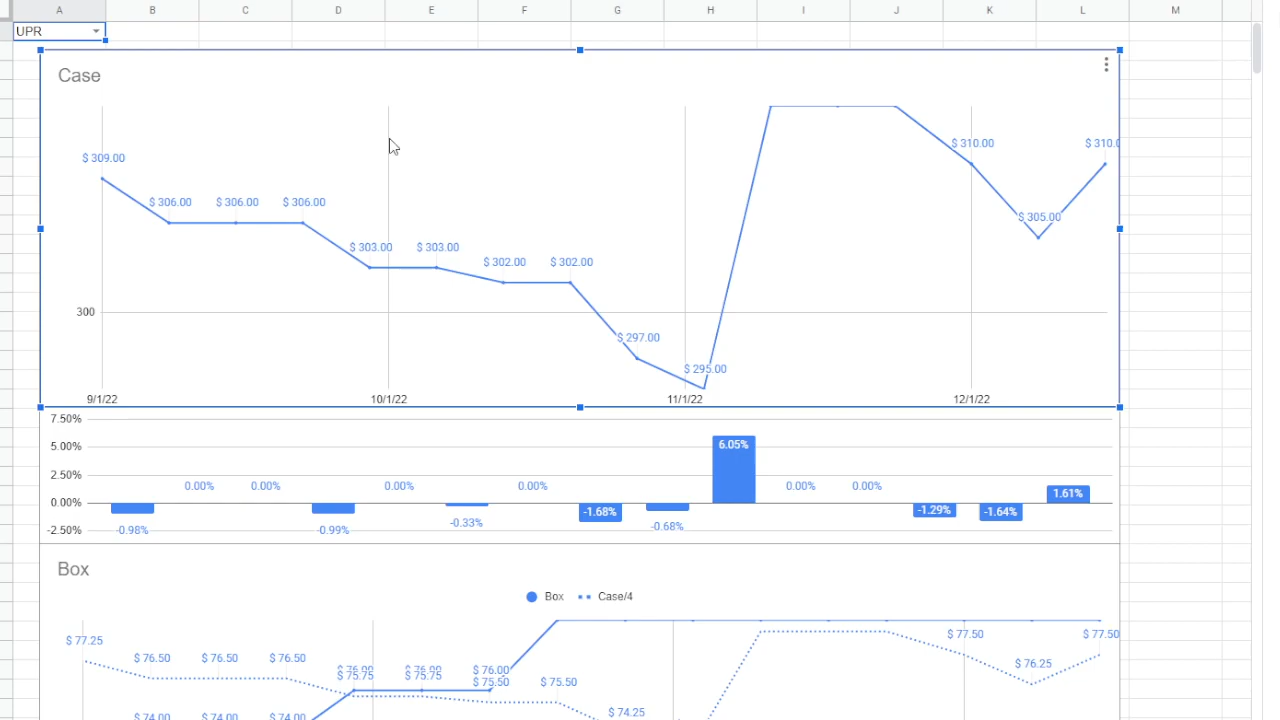 A B C D E F G H I J K L M
UPR
Case
$ 309.00
$ 306.00 $ 306.00 $ 306.00
$ 303.00 $ 303.00
$ 302.00 $ 302.00
$ 297.00
$ 295.00
$ 310.00
$ 305.00
$ 310.0
300
9/1/22 10/1/22 11/1/22 12/1/22
7.50%
5.00%
2.50%
0.00%
-2.50%
-0.98% 0.00% 0.00% -0.99% 0.00% -0.33% 0.00% -1.68% -0.68% 6.05% 0.00% 0.00% -1.29% -1.64% 1.61%
Box
Box Case/4
$ 77.25
$ 76.50 $ 76.50 $ 76.50
$ 76.00 $ 76.00 $ 76.00
$ 75.75 $ 75.75 $ 75.50 $ 75.50
$ 77.50 $ 77.50
$ 76.25
$ 74.00 $ 74.00 $ 74.00
$ 74.25